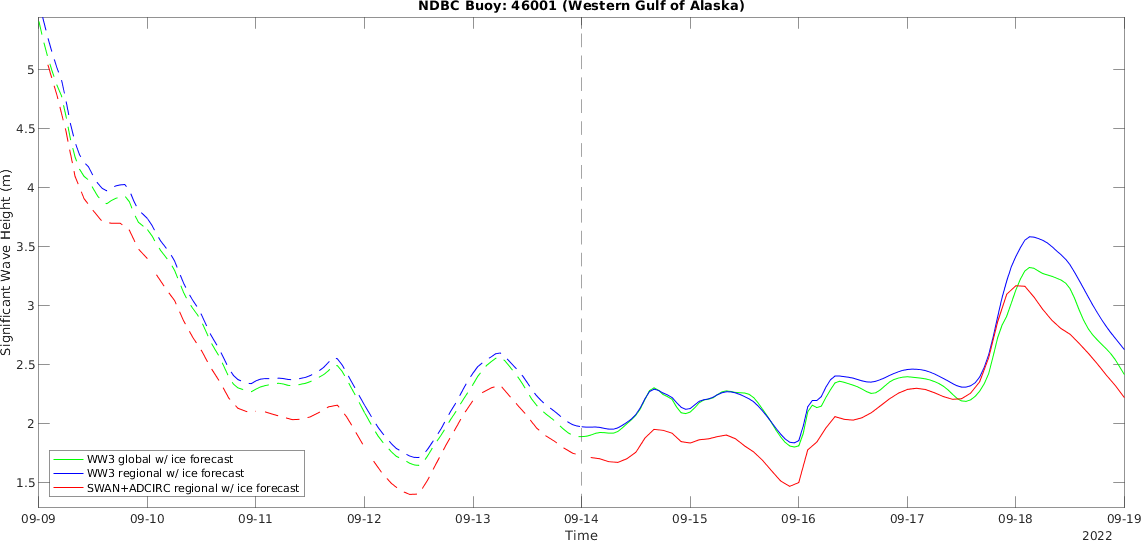 NDBC Buoy: 46001 (Western Gulf of Alaska)
Significant Wave Height (m)
5
4.5
4
3.5
3
2.5
2
1.5
WW3 global w/ ice forecast
WW3 regional w/ ice forecast
SWAN+ADCIRC regional w/ ice forecast
09-09 09-10 09-11 09-12 09-13 09-14 09-15 09-16 09-17 09-18 09-19
Time
2022